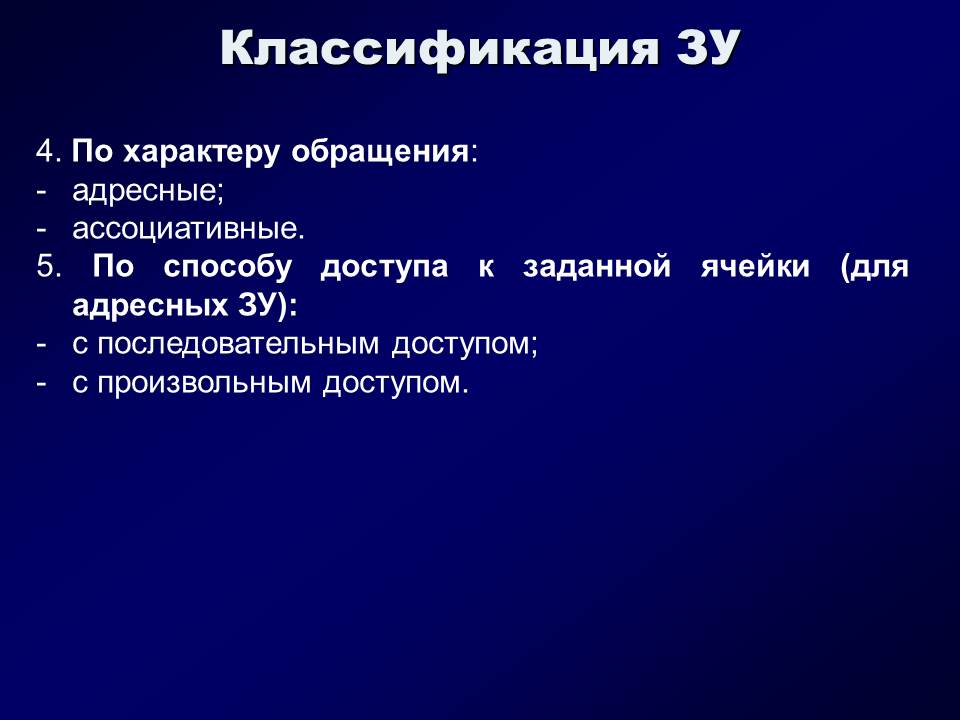 Классификация ЗУ
4. По характеру обращения:
- адресные;
- ассоциативные.
5. По способу доступа к заданной ячейки (для
адресных ЗУ):
- с последовательным доступом;
- с произвольным доступом.